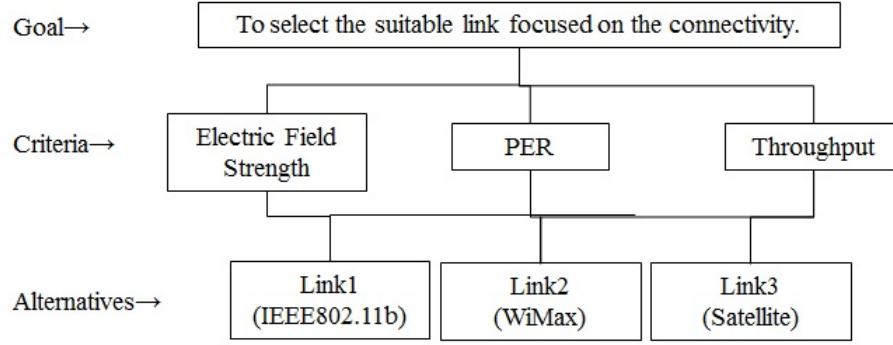 Goal→
To select the suitable link focused on the connectivity.
Criteria→
Electric Field
Strength
PER
Throughput
Alternatives→
Link1
(IEEE802.11b)
Link2
(WiMax)
Link3
(Satellite)